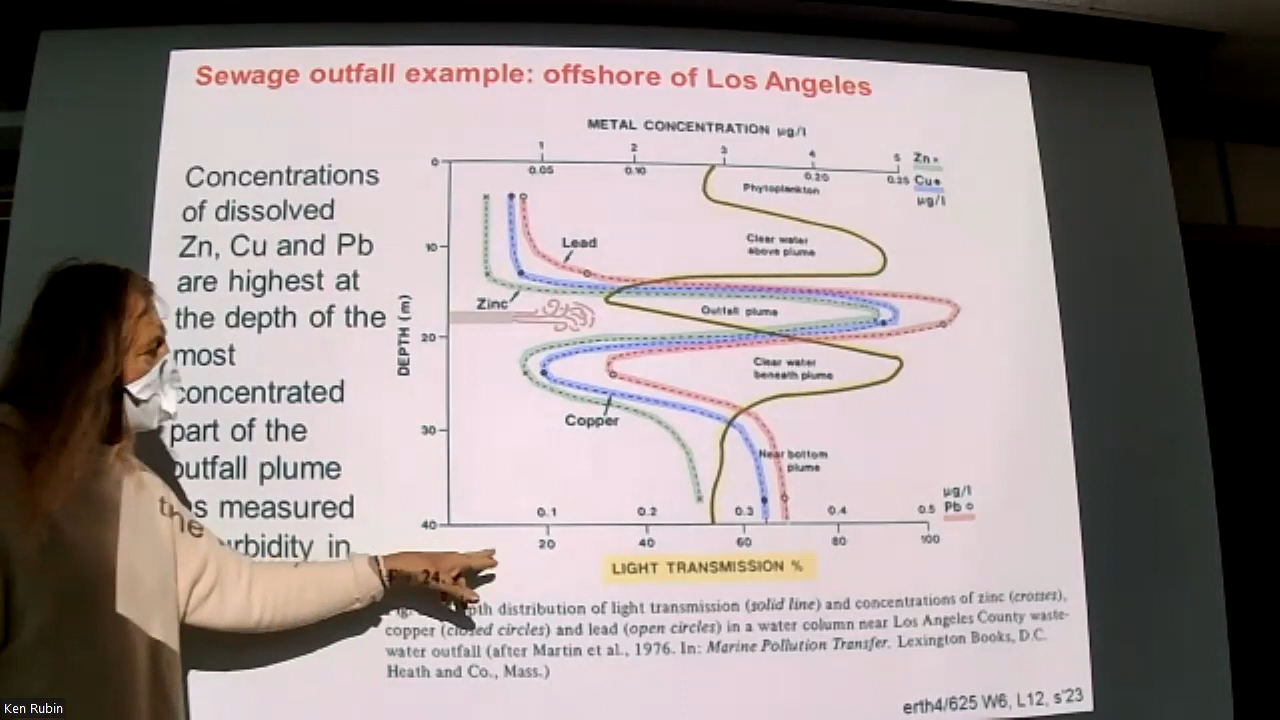 Sewage outfall example: offshore of Los Angeles
Concentrations
of dissolved
Zn, Cu and Pb
are highest at
the depth of the
most
concentrated
part of the
outfall plume
s measured
rbidity in
the
METAL CONCENTRATION µg/l
1 2 3 4 5 Zn×
0.05 0.10 0.20 0.25 Cu●
µg/l
0
10
20
30
40
DEPTH (m)
Phytoplankton
Clear water
above plume
Lead
Zinc
Outfall plume
Clear water
beneath plume
Copper
Near bottom
plume
0.1 0.2 0.3 0.4 0.5
µg/l
Pb o
20 40 60 80 100
LIGHT TRANSMISSION %
24.
distribution of light transmission (solid line) and concentrations of zinc (crosses),
copper (closed circles) and lead (open circles) in a water column near Los Angeles County waste-
water outfall (after Martin et al., 1976. In: Marine Pollution Transfer. Lexington Books, D.C.
Heath and Co., Mass.)
erth4/625 W6, L12, s'23
Ken Rubin